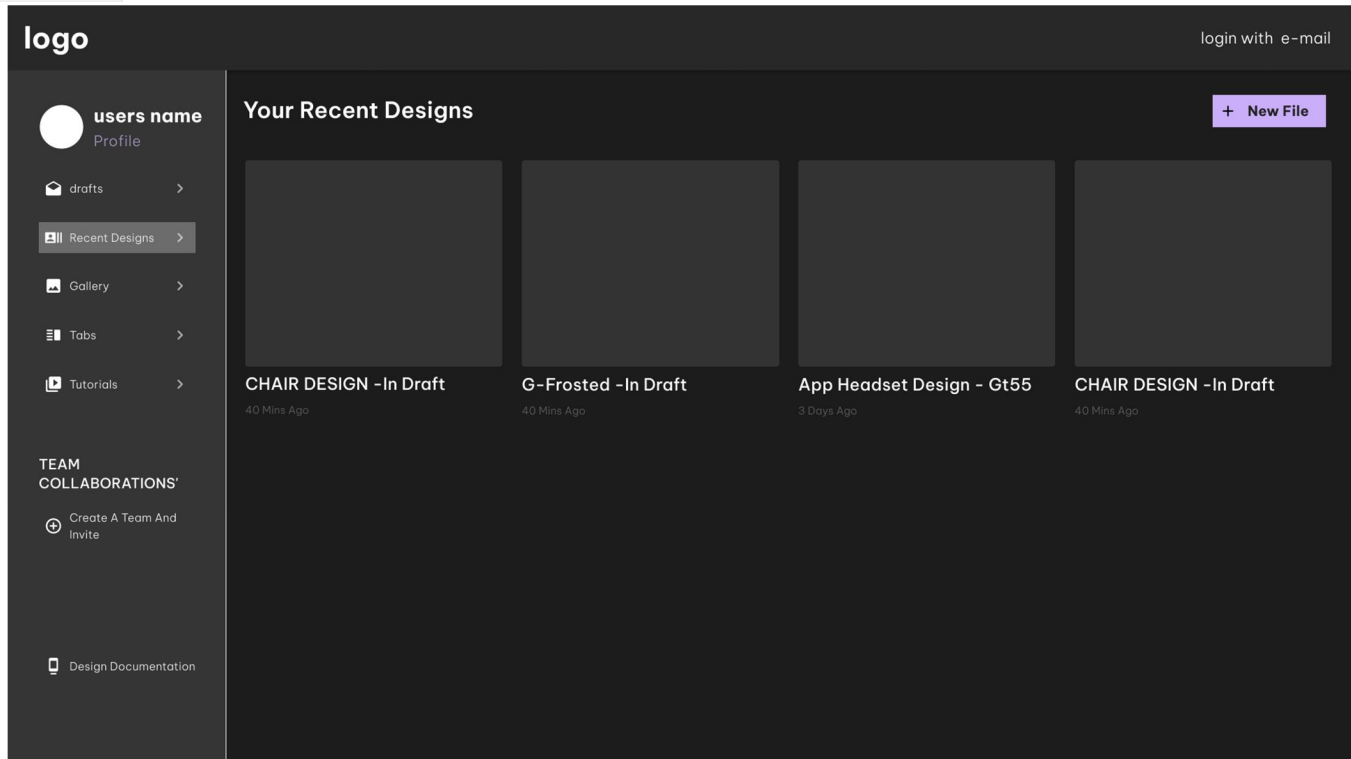 logo
login with e-mail
users name
Profile
drafts
Recent Designs
Gallery
Tabs
Tutorials
TEAM
COLLABORATIONS'
Create A Team And
Invite
Design Documentation
Your Recent Designs
+ New File
CHAIR DESIGN -In Draft
40 Mins Ago
G-Frosted -In Draft
40 Mins Ago
App Headset Design - Gt55
3 Days Ago
CHAIR DESIGN -In Draft
40 Mins Ago